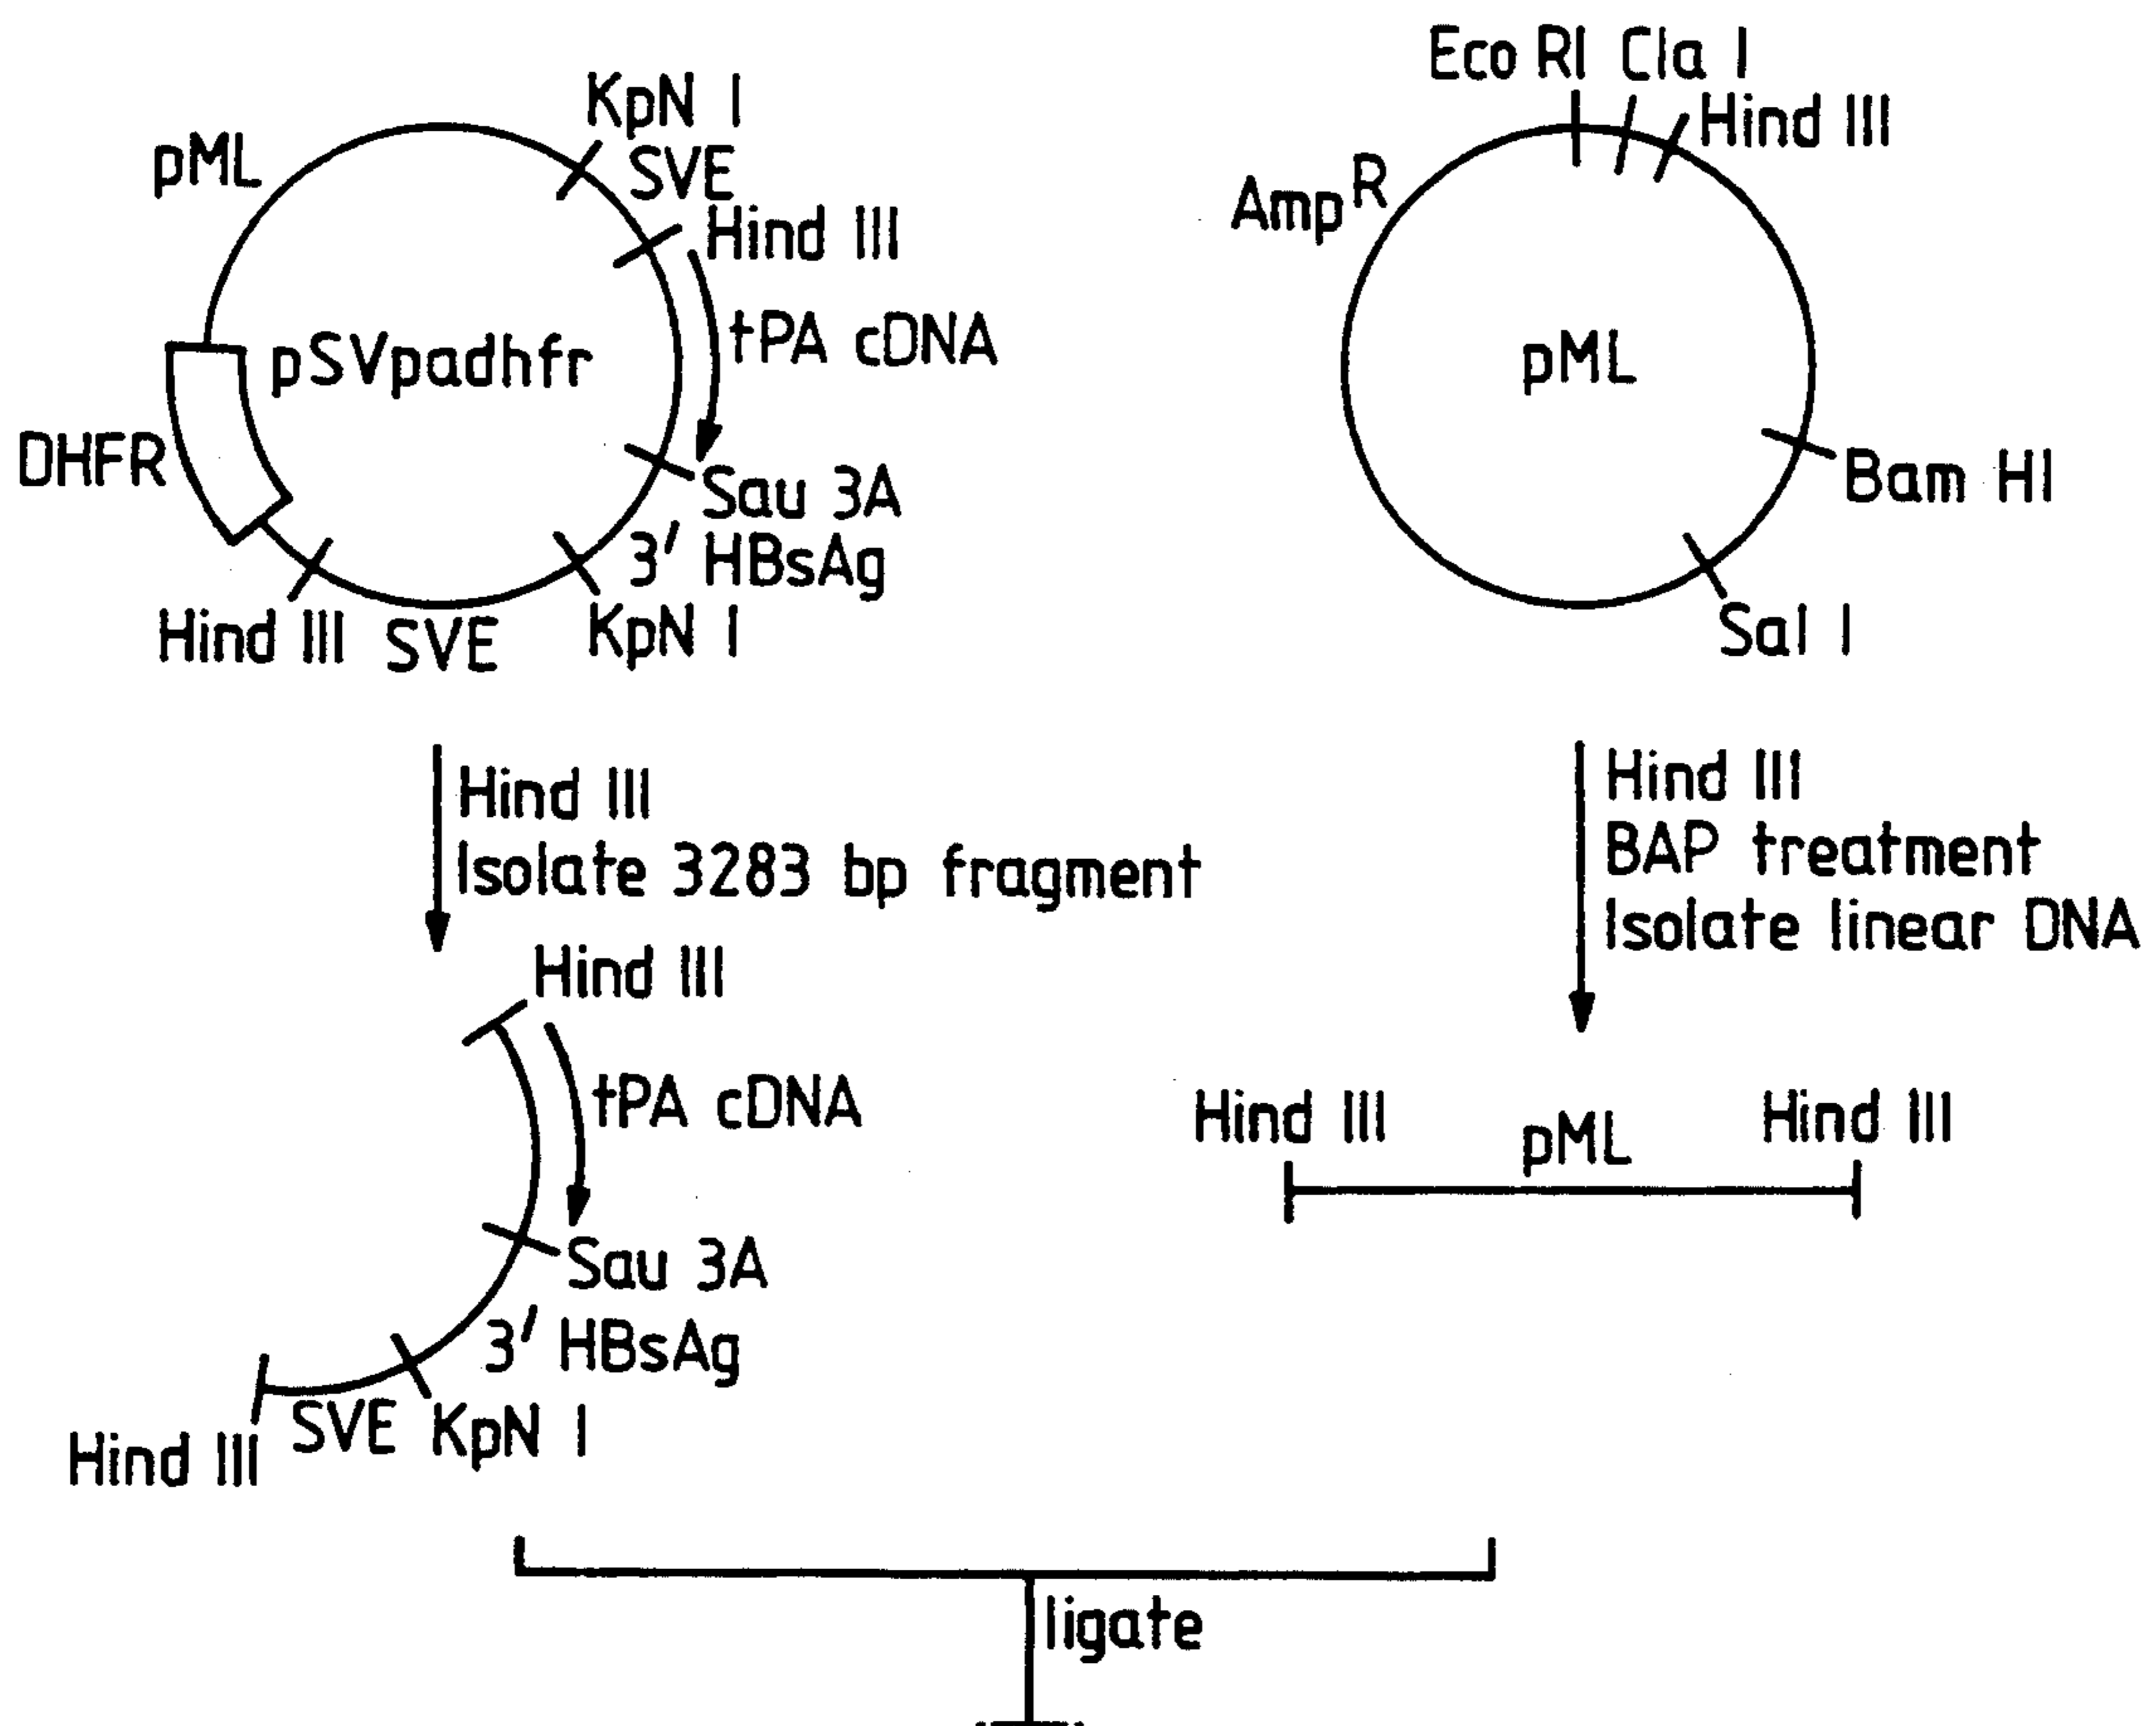 pML
KpN I
SVE
Hind III
tPA cDNA
pSVpadhfr
DHFR
Sau 3A
3' HBsAg
KpN I
SVE
Hind III
Eco RI Cla I
Hind III
Amp R
pML
Bam HI
Sal I
Hind III
Isolate 3283 bp fragment
Hind III
BAP treatment
Isolate linear DNA
Hind III
tPA cDNA
Sau 3A
3' HBsAg
KpN I
SVE
Hind III
Hind III
pML
Hind III
ligate